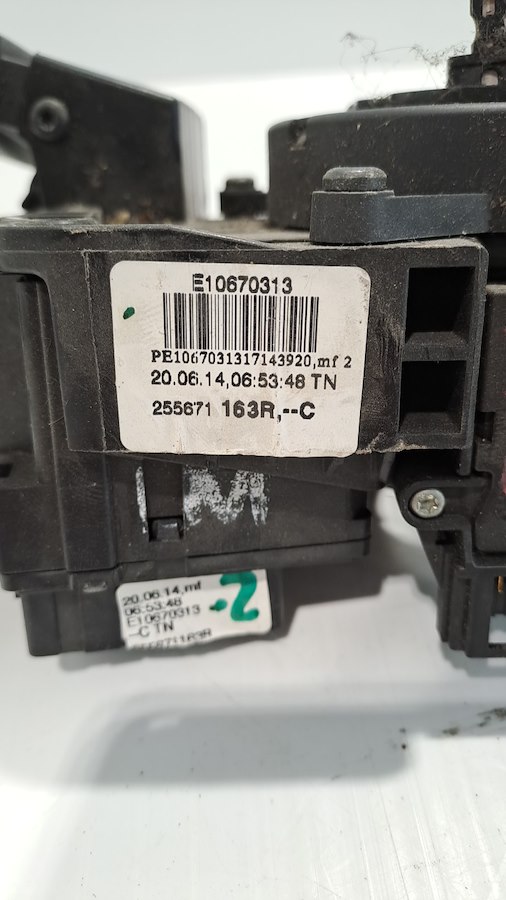 E10670313
PE1067031317143920,mf 2
20.06.14,06:53:48 TN
255671 163R,--C
M
20.06.14,mf
06:53:48
E10670313
--C TN
255671163R
2.